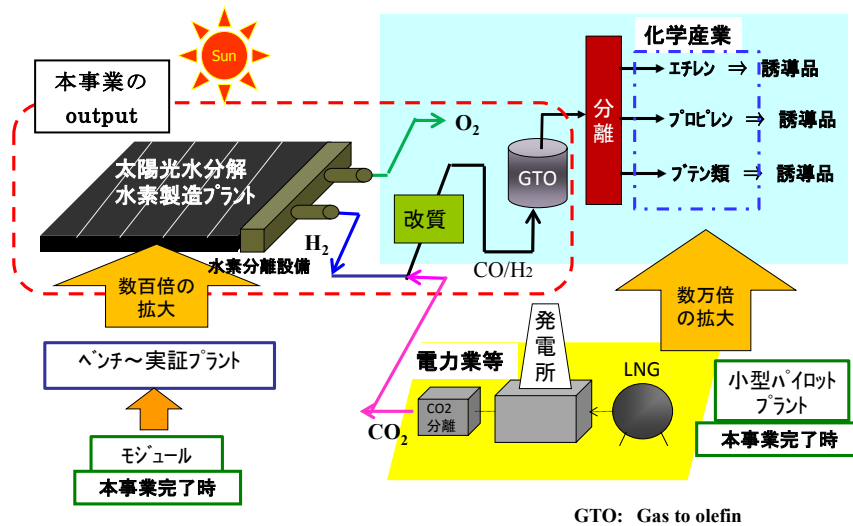 Sun
本事業の
output
太陽光水分解
水素製造プラント
水素分離設備
H2
O2
改質
CO/H2
GTO
分離
化学産業
エチレン ⇒ 誘導品
プロピレン ⇒ 誘導品
ブテン類 ⇒ 誘導品
数百倍の
拡大
ベンチ~実証プラント
モジュール
本事業完了時
数万倍
の拡大
小型パイロット
プラント
本事業完了時
電力業等
発電所
LNG
CO2
分離
CO2
GTO: Gas to olefin